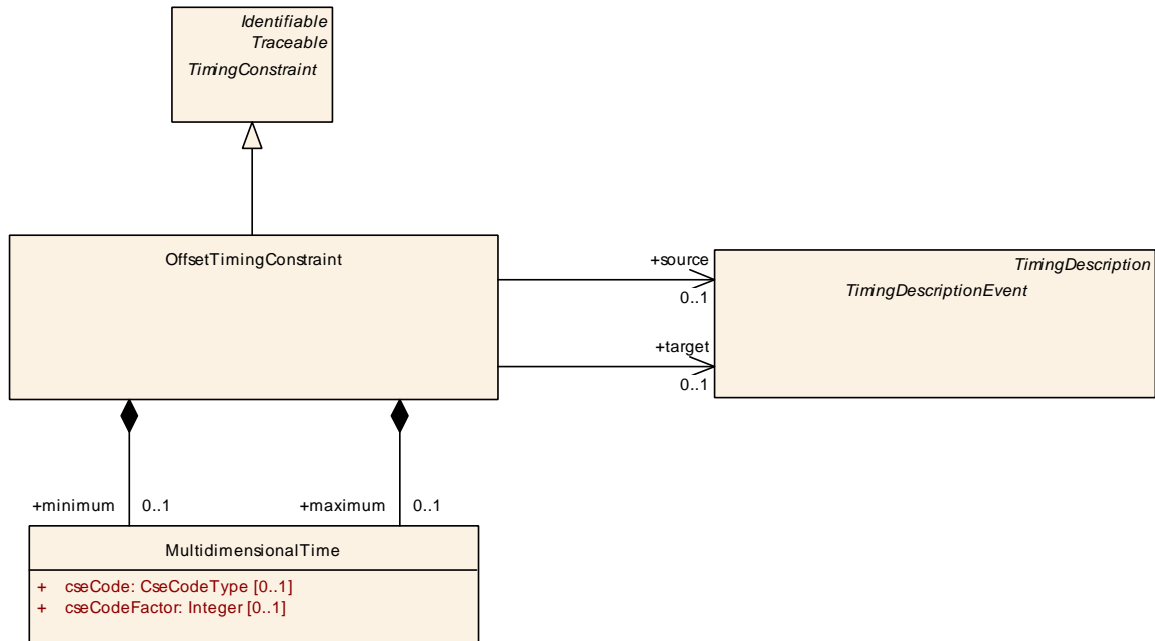 Identifiable
Traceable
TimingConstraint
OffsetTimingConstraint
+source
0..1
TimingDescription
TimingDescriptionEvent
+target
0..1
+minimum 0..1
+maximum 0..1
MultidimensionalTime
+ cseCode: CseCodeType [0..1]
+ cseCodeFactor: Integer [0..1]